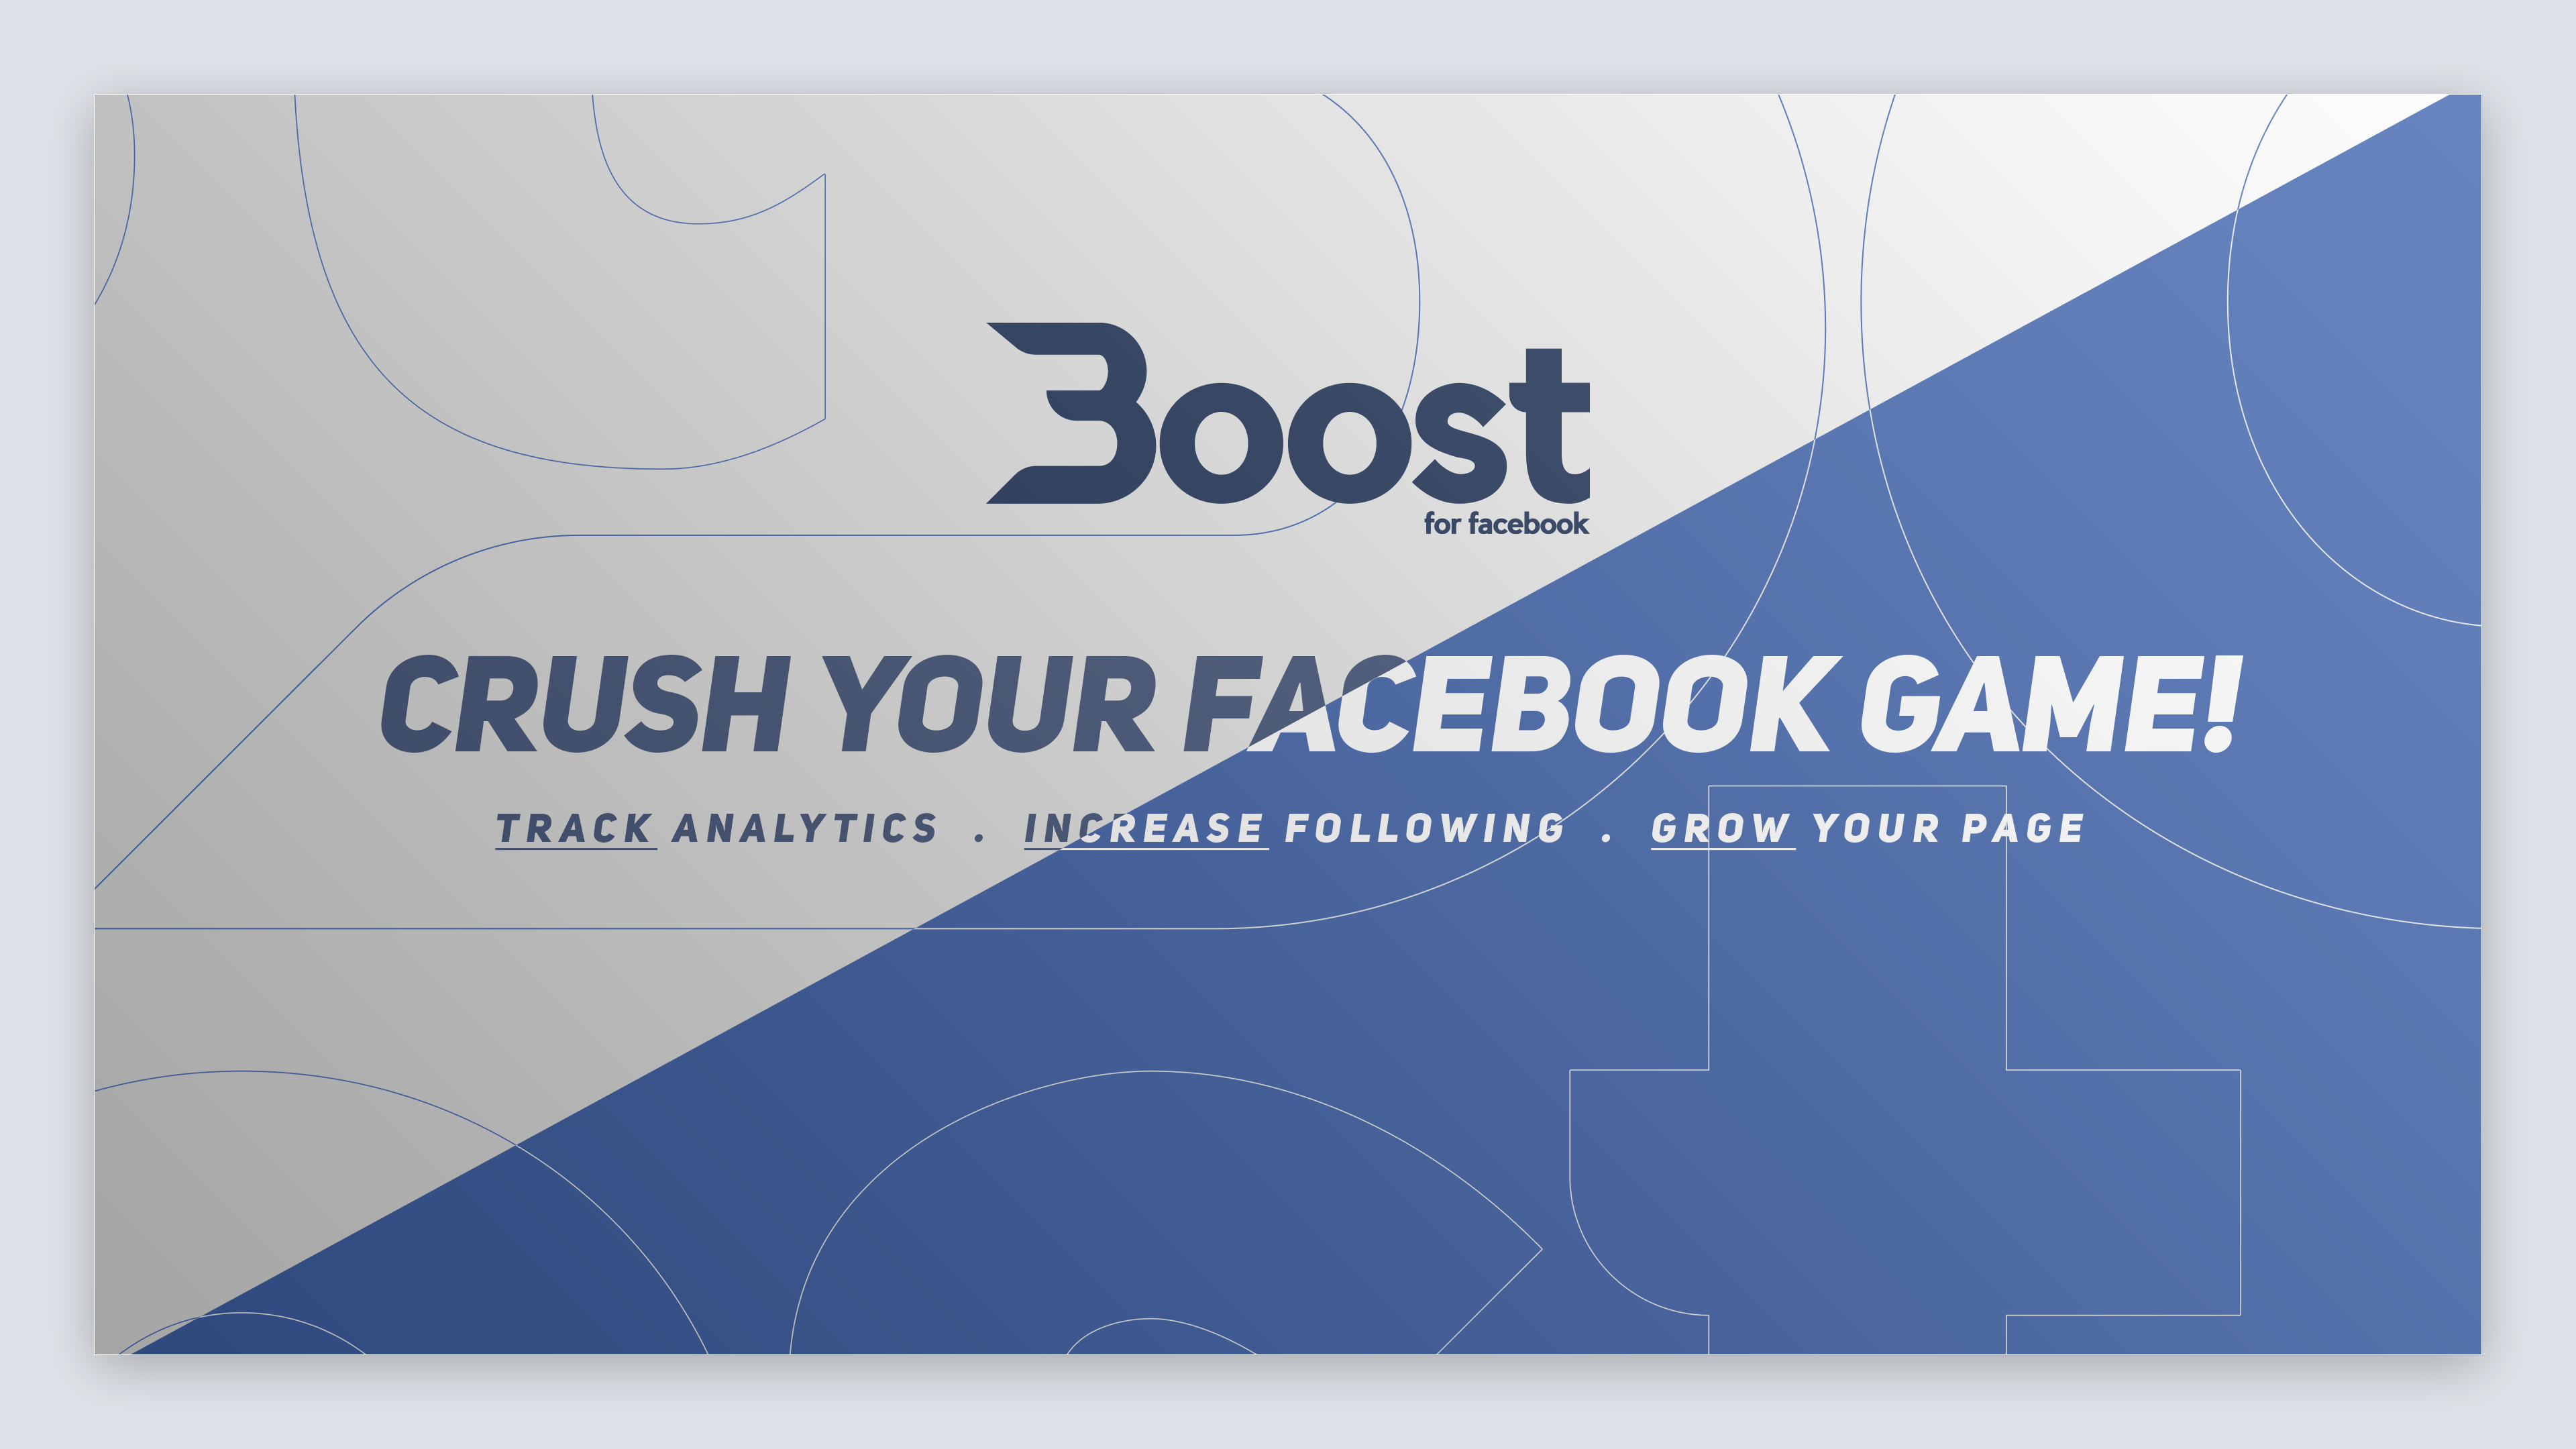 Boost
for facebook
CRUSH YOUR FACEBOOK GAME!
TRACK ANALYTICS . INCREASE FOLLOWING . GROW YOUR PAGE